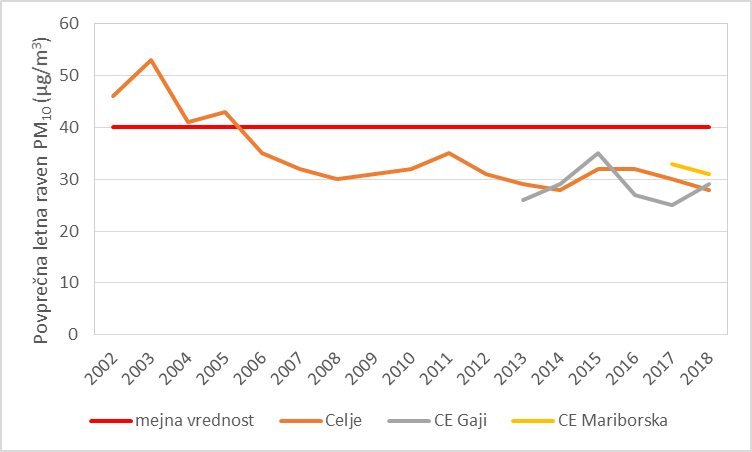 Povprečna letna raven PM₁₀ (µg/m³)
60
50
40
30
20
10
0
2002 2003 2004 2005 2006 2007 2008 2009 2010 2011 2012 2013 2014 2015 2016 2017 2018
mejna vrednost Celje CE Gaji CE Mariborska